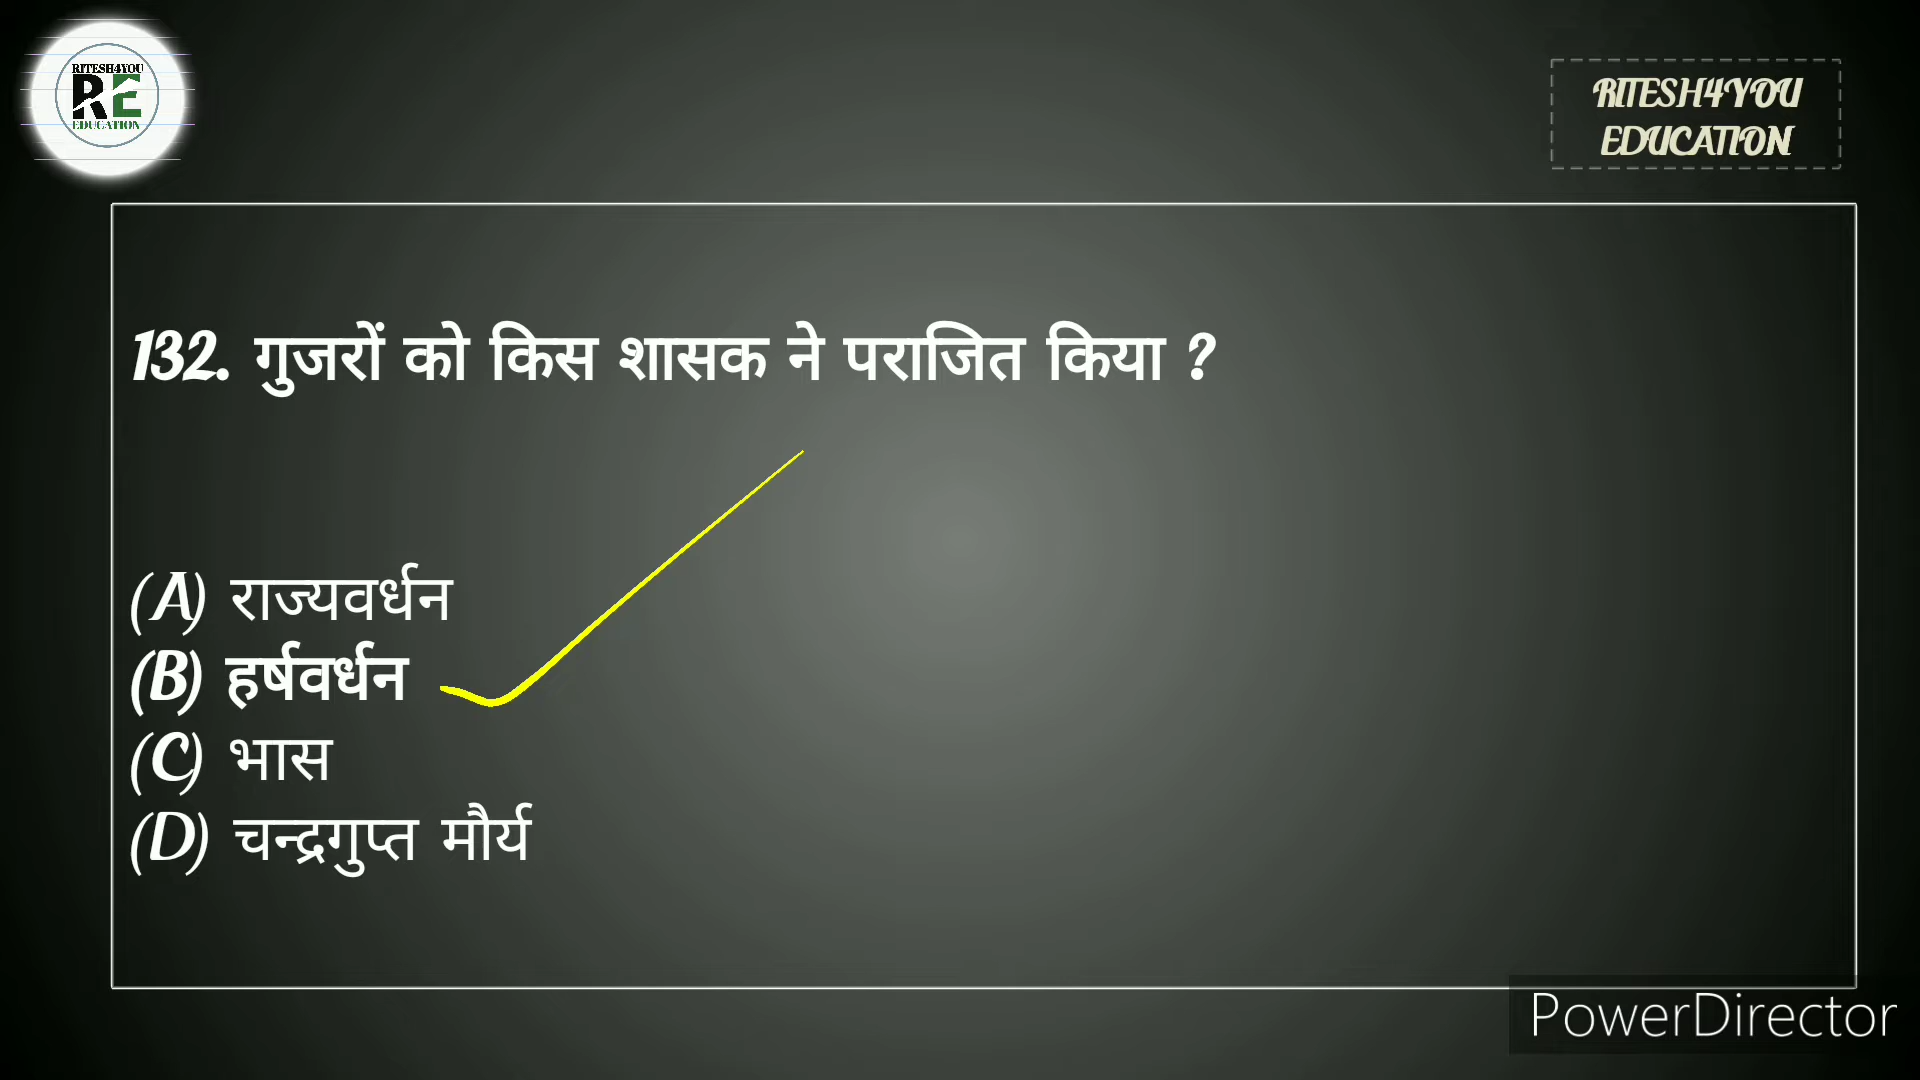 RITESH4YOU
RE
EDUCATION
RITESH4YOU
EDUCATION
132. गुजरों को किस शासक ने पराजित किया ?
(A) राज्यवर्धन
(B) हर्षवर्धन
(C) भास
(D) चन्द्रगुप्त मौर्य
PowerDirector